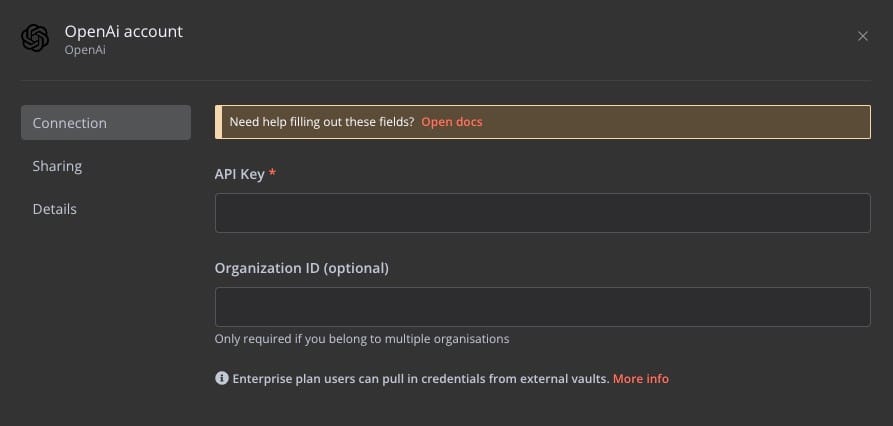 OpenAi account
OpenAi
Connection
Sharing
Details
Need help filling out these fields? Open docs
API Key *
Organization ID (optional)
Only required if you belong to multiple organisations
Enterprise plan users can pull in credentials from external vaults. More info